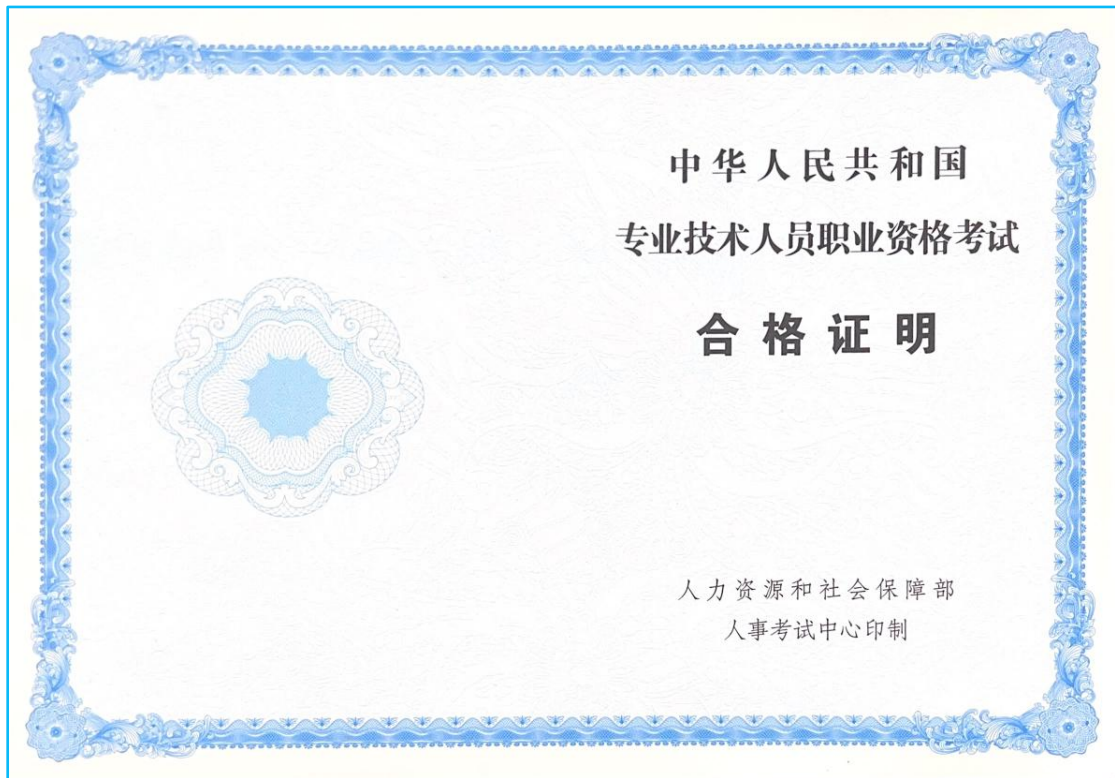 中华人民共和国
专业技术人员职业资格考试
合格证明
人力资源和社会保障部
人事考试中心印制